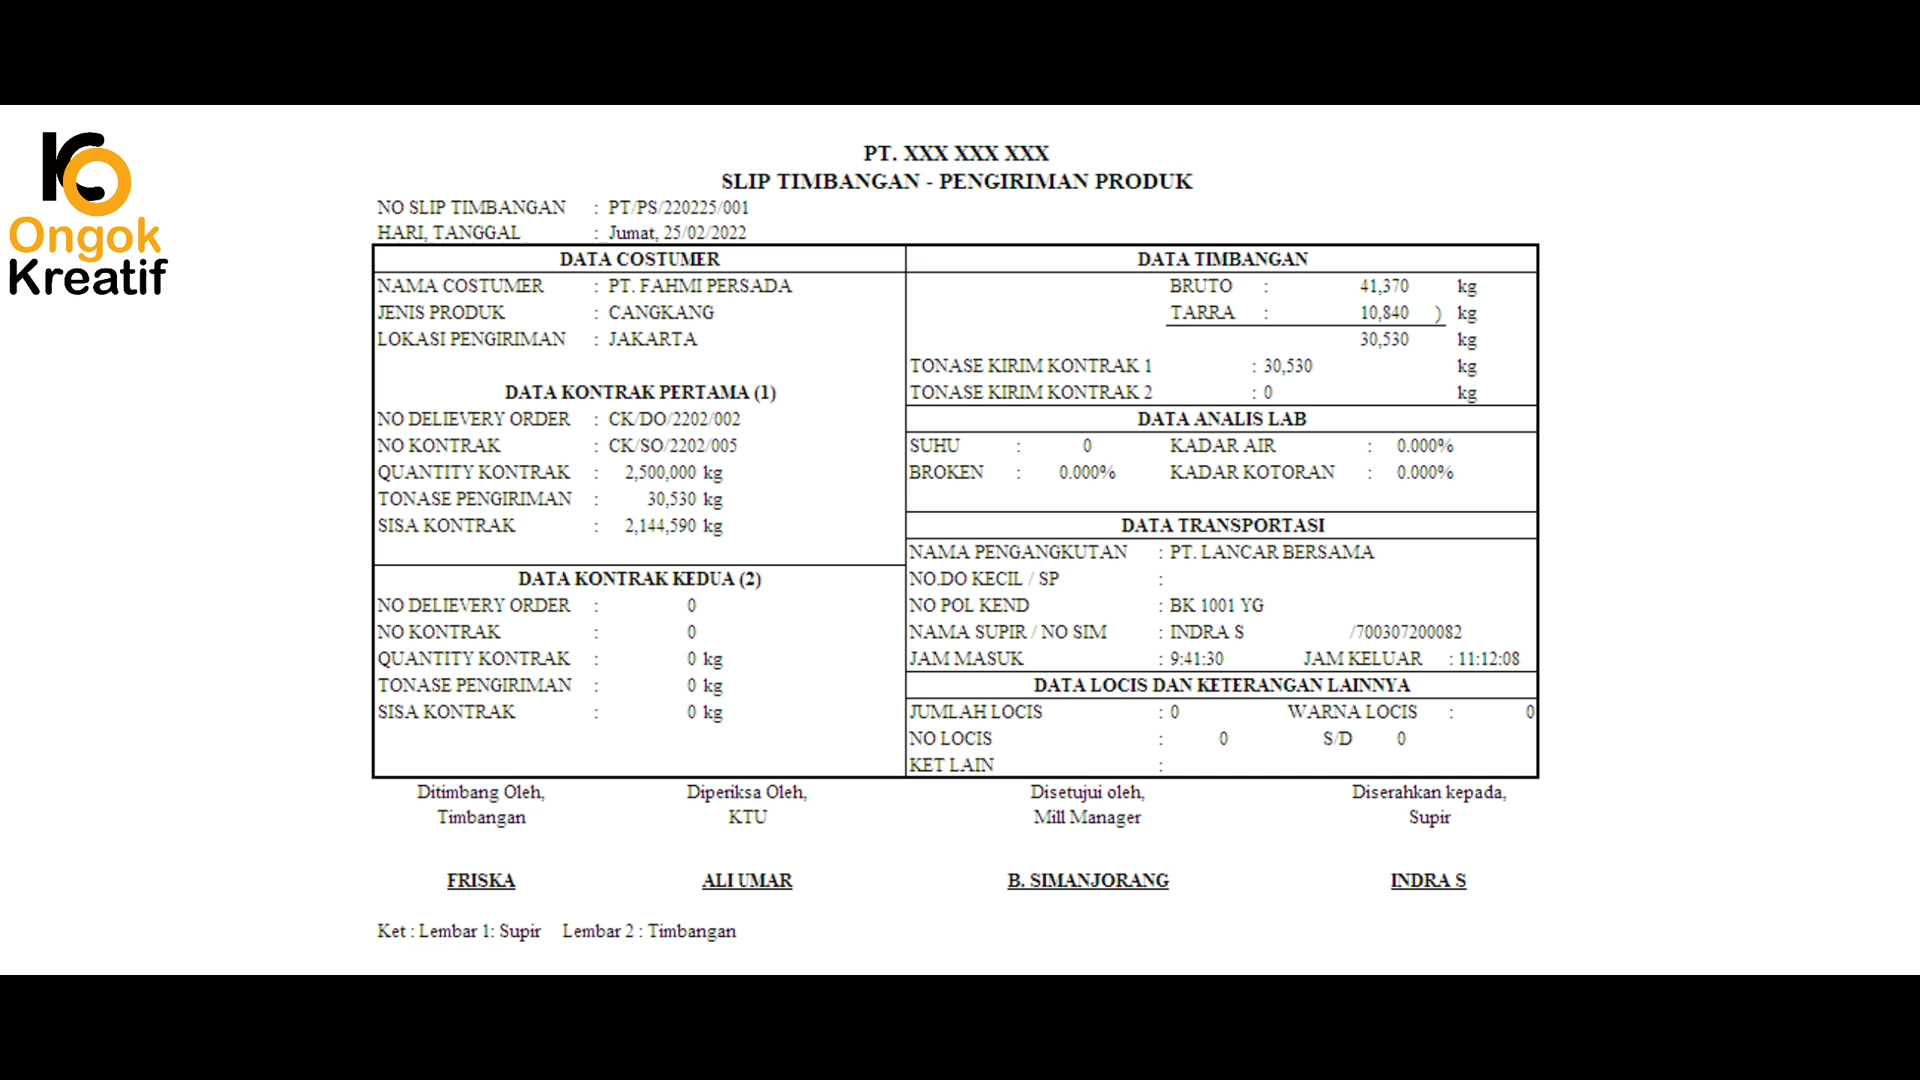 KO
Ongok
Kreatif
PT. XXX XXX XXX
SLIP TIMBANGAN - PENGIRIMAN PRODUK
NO SLIP TIMBANGAN : PT/PS/220225/001
HARI, TANGGAL : Jumat, 25/02/2022
DATA COSTUMER
NAMA COSTUMER : PT. FAHMI PERSADA
JENIS PRODUK : CANGKANG
LOKASI PENGIRIMAN : JAKARTA
DATA KONTRAK PERTAMA (1)
NO DELIEVERY ORDER : CK/DO/2202/002
NO KONTRAK : CK/SO/2202/005
QUANTITY KONTRAK : 2,500,000 kg
TONASE PENGIRIMAN : 30,530 kg
SISA KONTRAK : 2,144,590 kg
DATA KONTRAK KEDUA (2)
NO DELIEVERY ORDER : 0
NO KONTRAK : 0
QUANTITY KONTRAK : 0 kg
TONASE PENGIRIMAN : 0 kg
SISA KONTRAK : 0 kg
DATA TIMBANGAN
BRUTO : 41,370 kg
TARRA : 10,840 ) kg
30,530 kg
TONASE KIRIM KONTRAK 1 : 30,530 kg
TONASE KIRIM KONTRAK 2 : 0 kg
DATA ANALIS LAB
SUHU : 0 KADAR AIR : 0.000%
BROKEN : 0.000% KADAR KOTORAN : 0.000%
DATA TRANSPORTASI
NAMA PENGANGKUTAN : PT. LANCAR BERSAMA
NO.DO KECIL / SP :
NO POL KEND : BK 1001 YG
NAMA SUPIR / NO SIM : INDRA S /700307200082
JAM MASUK : 9:41:30 JAM KELUAR : 11:12:08
DATA LOCIS DAN KETERANGAN LAINNYA
JUMLAH LOCIS : 0 WARNA LOCIS : 0
NO LOCIS : 0 S/D 0
KET LAIN :
Ditimbang Oleh, Diperiksa Oleh, Disetujui oleh, Diserahkan kepada,
Timbangan KTU Mill Manager Supir
FRISKA ALI UMAR B. SIMANJORANG INDRA S
Ket : Lembar 1: Supir Lembar 2 : Timbangan